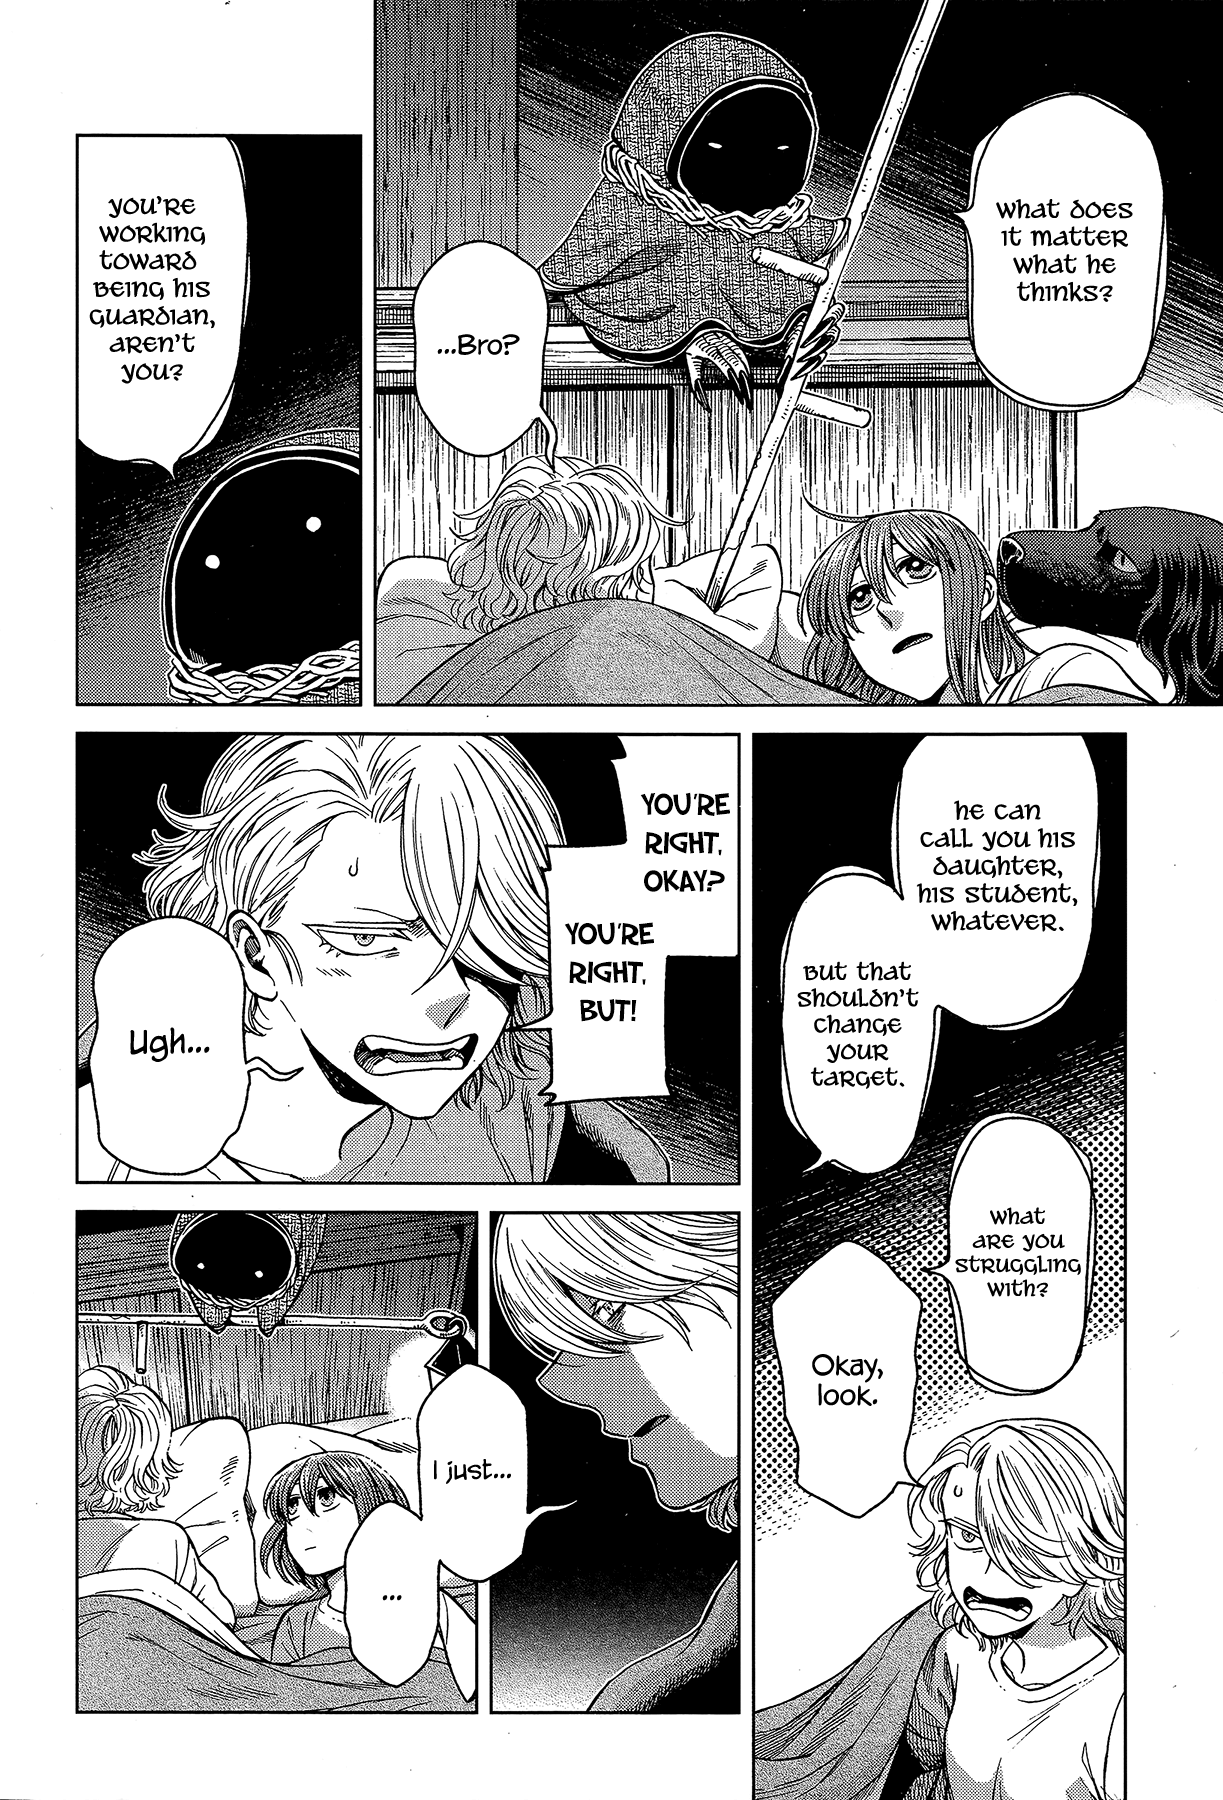 WHAT DOES
IT MATTER
WHAT HE
THINKS?
...Bro?
YOU'RE
WORKING
TOWARD
BEING HIS
GUARDIAN,
AREN'T
YOU?
HE CAN
CALL YOU HIS
DAUGHTER,
HIS STUDENT,
WHATEVER.
BUT THAT
SHOULDN'T
CHANGE
YOUR
TARGET.
WHAT
ARE YOU
STRUGGLING
WITH?
Okay,
look.
YOU'RE
RIGHT,
OKAY?
YOU'RE
RIGHT,
BUT!
Ugh...
I just...
...